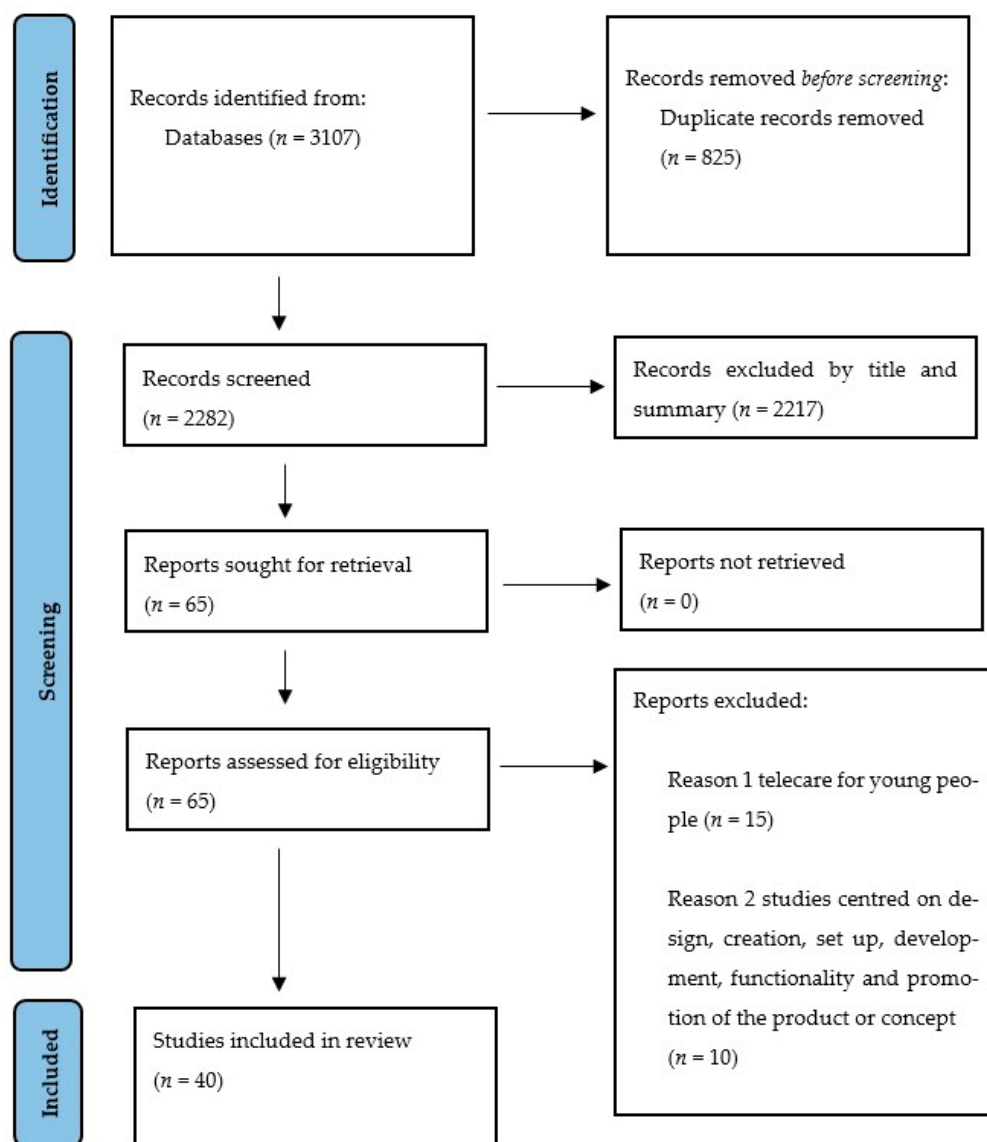 Identification
Records identified from:
Databases (n = 3107)
Records removed before screening:
Duplicate records removed
(n = 825)
Screening
Records screened
(n = 2282)
Records excluded by title and
summary (n = 2217)
Reports sought for retrieval
(n = 65)
Reports not retrieved
(n = 0)
Reports assessed for eligibility
(n = 65)
Reports excluded:
Reason 1 telecare for young peo-
ple (n = 15)
Reason 2 studies centred on de-
sign, creation, set up, develop-
ment, functionality and promo-
tion of the product or concept
(n = 10)
Included
Studies included in review
(n = 40)